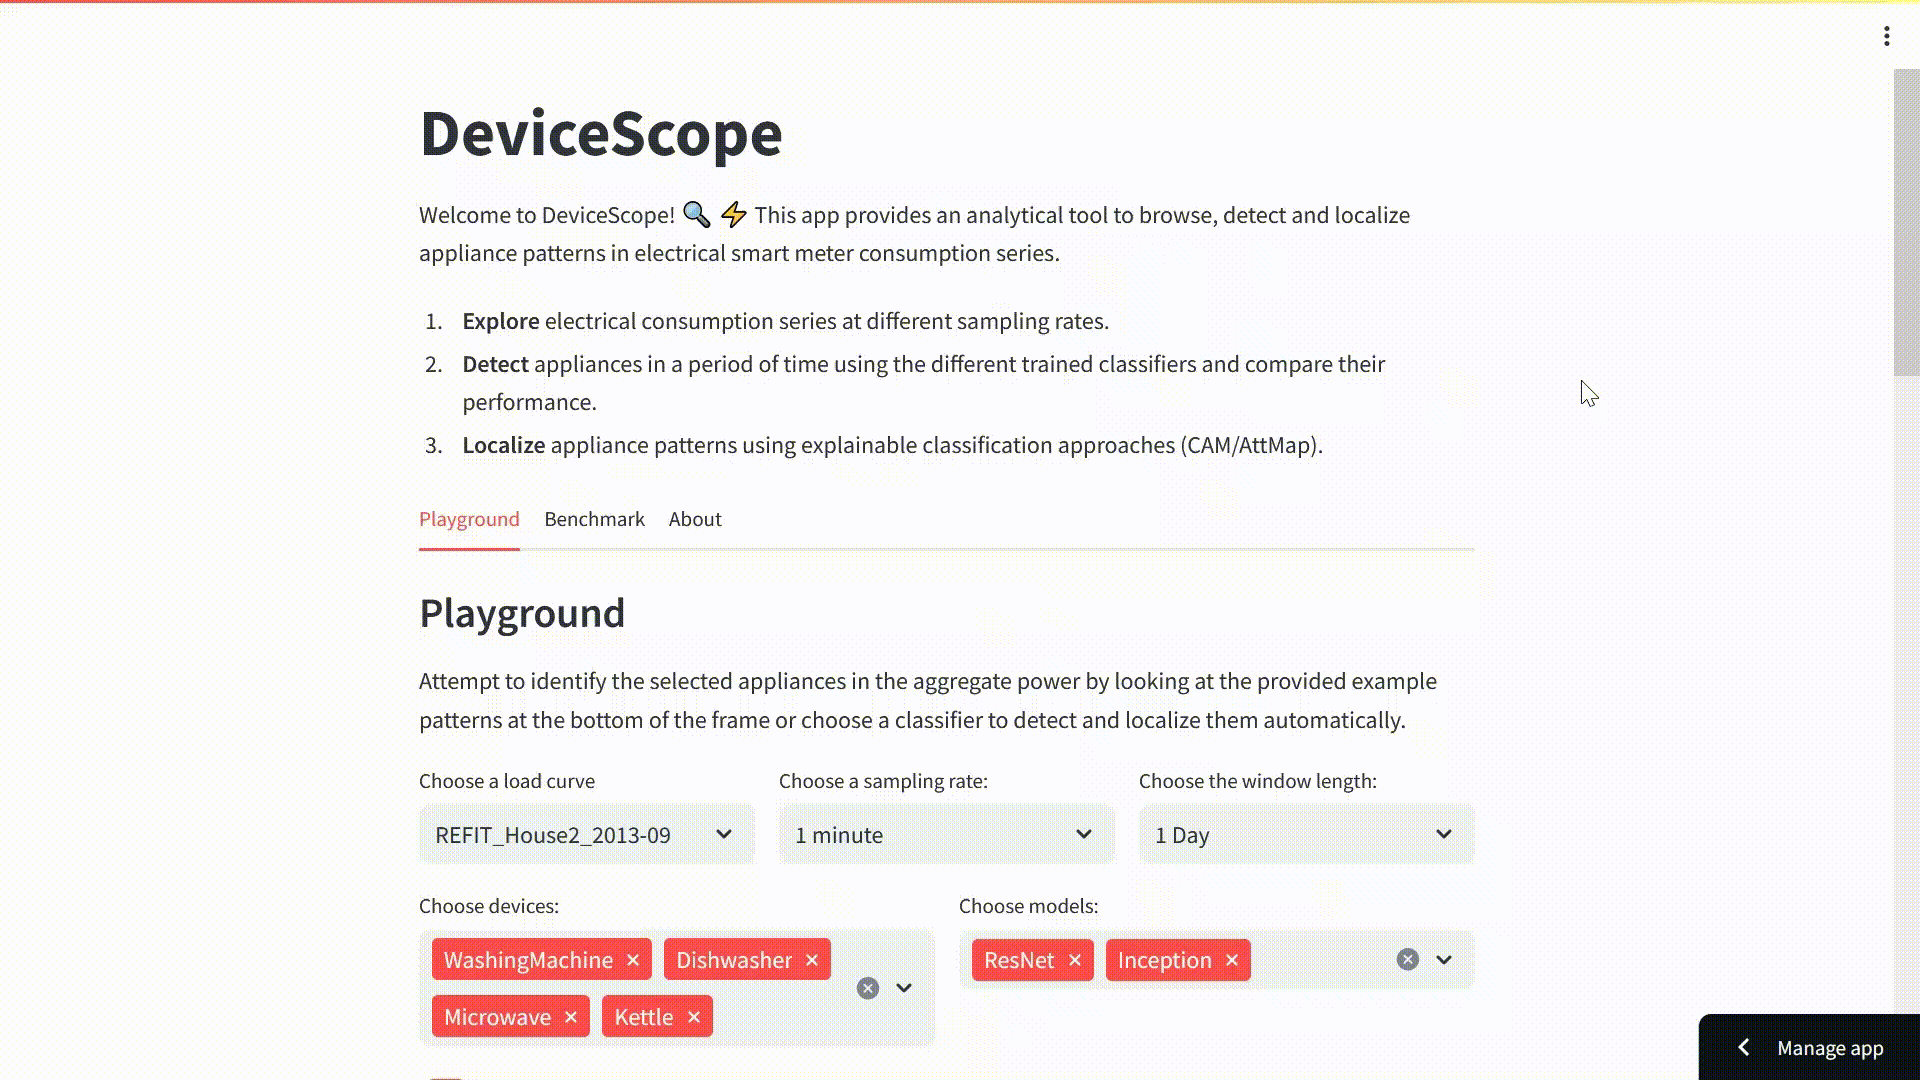 DeviceScope
Welcome to DeviceScope! 🔍 ⚡ This app provides an analytical tool to browse, detect and localize
appliance patterns in electrical smart meter consumption series.
1. Explore electrical consumption series at different sampling rates.
2. Detect appliances in a period of time using the different trained classifiers and compare their
performance.
3. Localize appliance patterns using explainable classification approaches (CAM/AttMap).
Playground Benchmark About
Playground
Attempt to identify the selected appliances in the aggregate power by looking at the provided example
patterns at the bottom of the frame or choose a classifier to detect and localize them automatically.
Choose a load curve Choose a sampling rate: Choose the window length:
REFIT_House2_2013-09 1 minute 1 Day
Choose devices: Choose models:
WashingMachine Dishwasher ResNet Inception
Microwave Kettle
Manage app